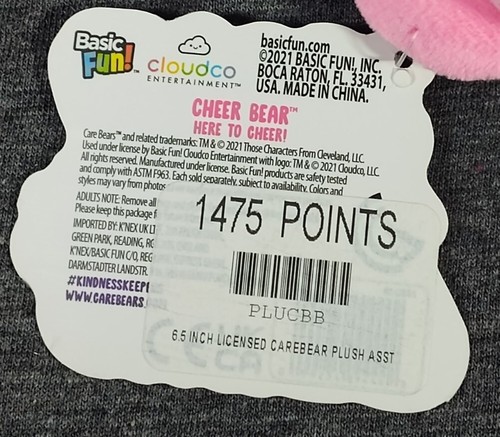 Basic
Fun!™
cloudco
ENTERTAINMENT™
basicfun.com
©2021 BASIC FUN!, INC.
BOCA RATON, FL. 33431,
USA. MADE IN CHINA.
CHEER BEAR™
HERE TO CHEER!
Care Bears™ and related trademarks: TM & © 2021 Those Characters From Cleveland, LLC.
Used under license by Basic Fun! Cloudco Entertainment with logo: TM & © 2021 Cloudco, LLC.
All rights reserved. Manufactured under license. Basic Fun! products are safety tested
and comply with ASTM F963. Each sold separately, subject to availability. Colors and
styles may vary from photos
ADULTS NOTE: Remove all
Please keep this package f
IMPORTED BY: K'NEX UK LT
GREEN PARK, READING, RG
K'NEX/BASIC FUN C/O, REG
DARMSTADTER LANDSTR.
#KINDNESSKEEP
WWW.CAREBEARS.
1475 POINTS
PLUCBB
6.5 INCH LICENSED CAREBEAR PLUSH ASST